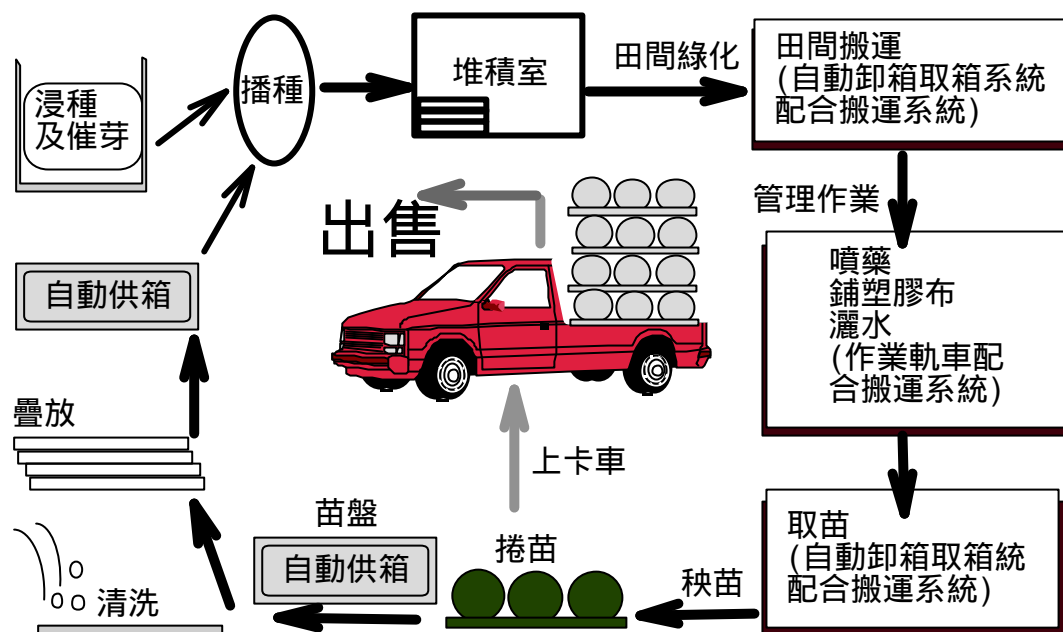 浸種
及催芽
播種
堆積室
田間綠化
田間搬運
(自動卸箱取箱系統
配合搬運系統)
管理作業
噴藥
鋪塑膠布
灑水
(作業軌車配
合搬運系統)
取苗
(自動卸箱取箱統
配合搬運系統)
秧苗
捲苗
上卡車
出售
苗盤
自動供箱
清洗
疊放
自動供箱